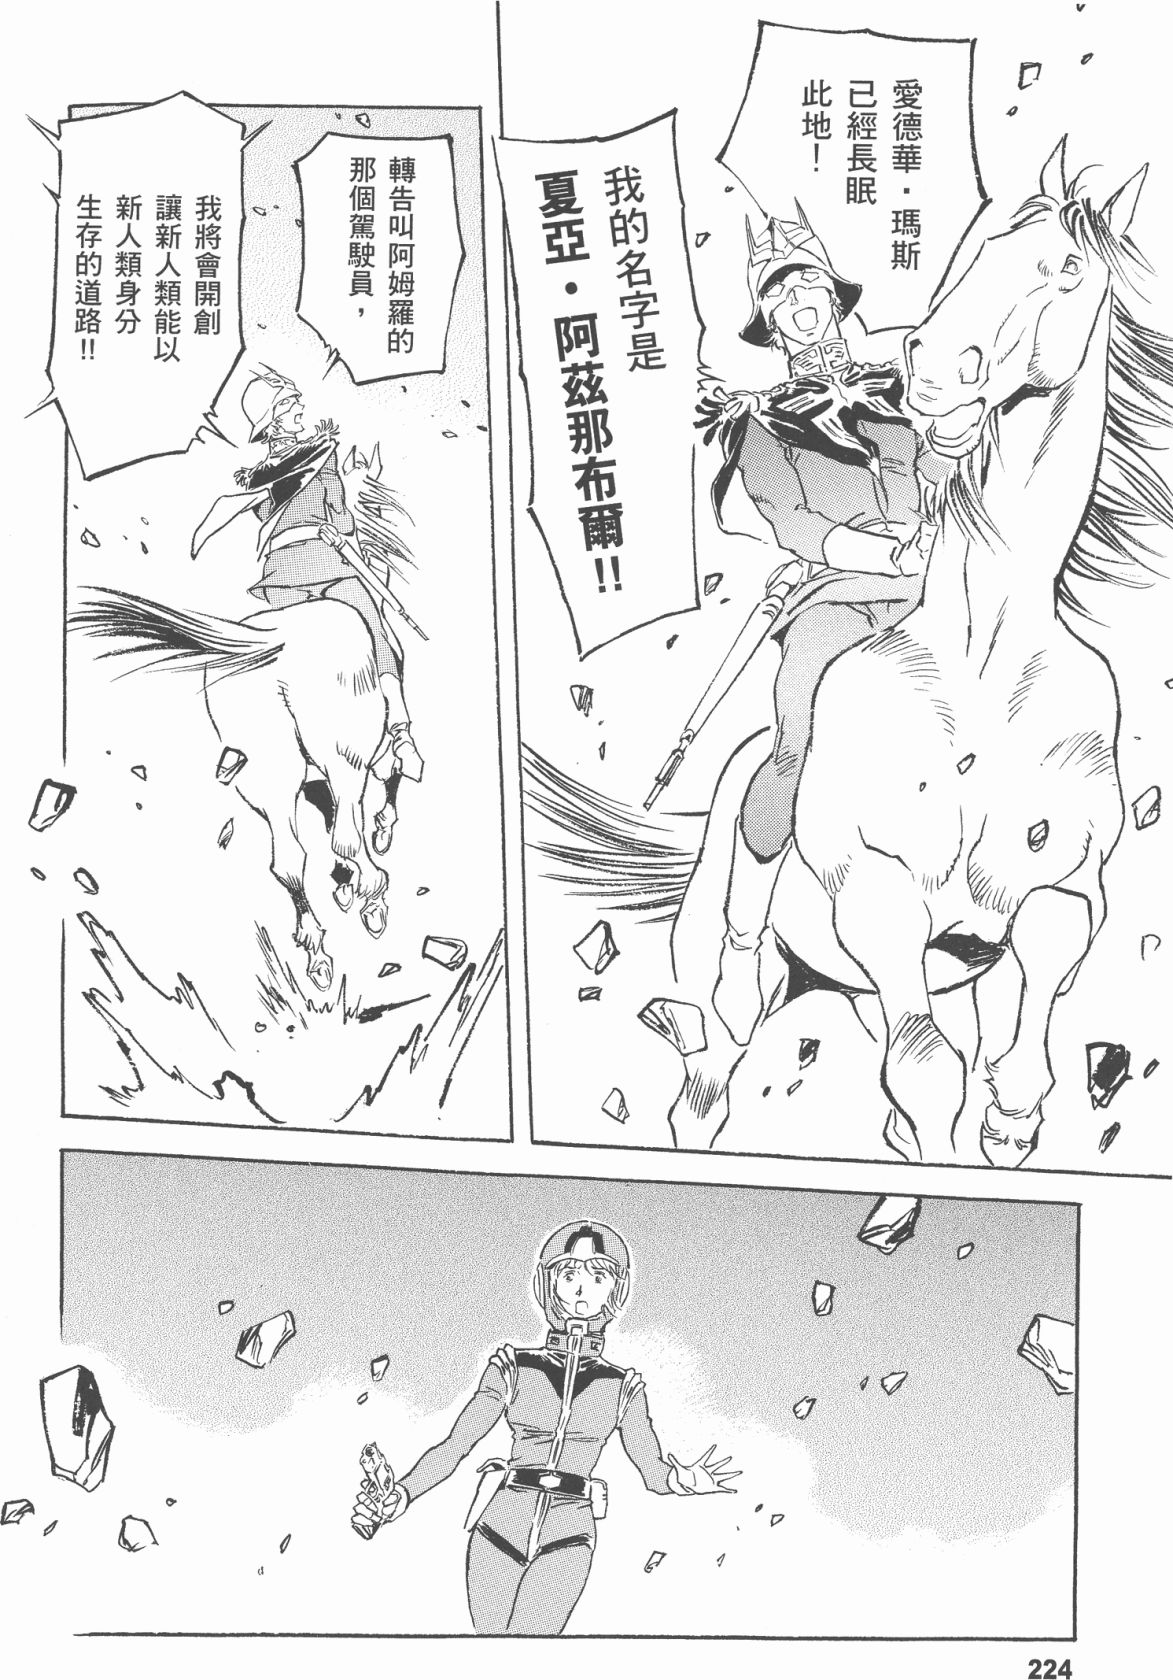 愛德華・瑪斯
已經長眠
此地！
我的名字是
夏亞・阿茲那布爾!!
轉告叫阿姆羅的
那個駕駛員，
我將會開創
讓新人類能以
新人類身分
生存的道路!!
224